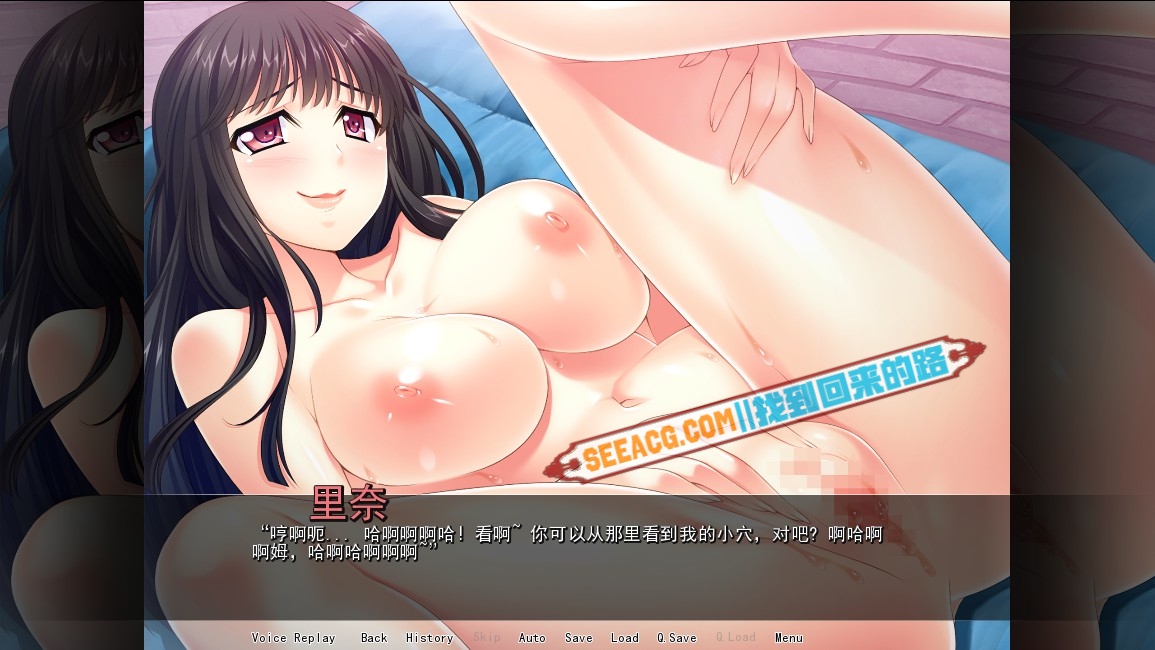 SEEACG.COM||找到回来的路
里奈
“哼啊呃... 哈啊啊啊哈！看啊~ 你可以从那里看到我的小穴，对吧？啊哈啊
啊姆，哈啊哈啊啊啊~”
Voice Replay Back History Skip Auto Save Load Q.Save Q.Load Menu